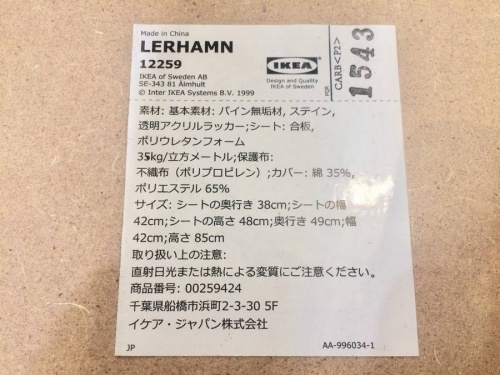 Made in China
LERHAMN
12259
IKEA of Sweden AB
SE-343 81 Älmhult
© Inter IKEA Systems B.V. 1999
IKEA
Design and Quality
IKEA of Sweden
PQR
CARB<P2>
1543
素材: 基本素材: パイン無垢材, ステイン,
透明アクリルラッカー;シート: 合板,
ポリウレタンフォーム
35kg/立方メートル;保護布:
不織布（ポリプロピレン）;カバー: 綿 35%,
ポリエステル 65%
サイズ: シートの奥行き 38cm;シートの幅
42cm;シートの高さ 48cm;奥行き 49cm;幅
42cm;高さ 85cm
取り扱い上の注意:
直射日光または熱による変質にご注意ください。
商品番号: 00259424
千葉県船橋市浜町2-3-30 5F
イケア・ジャパン株式会社
JP
AA-996034-1